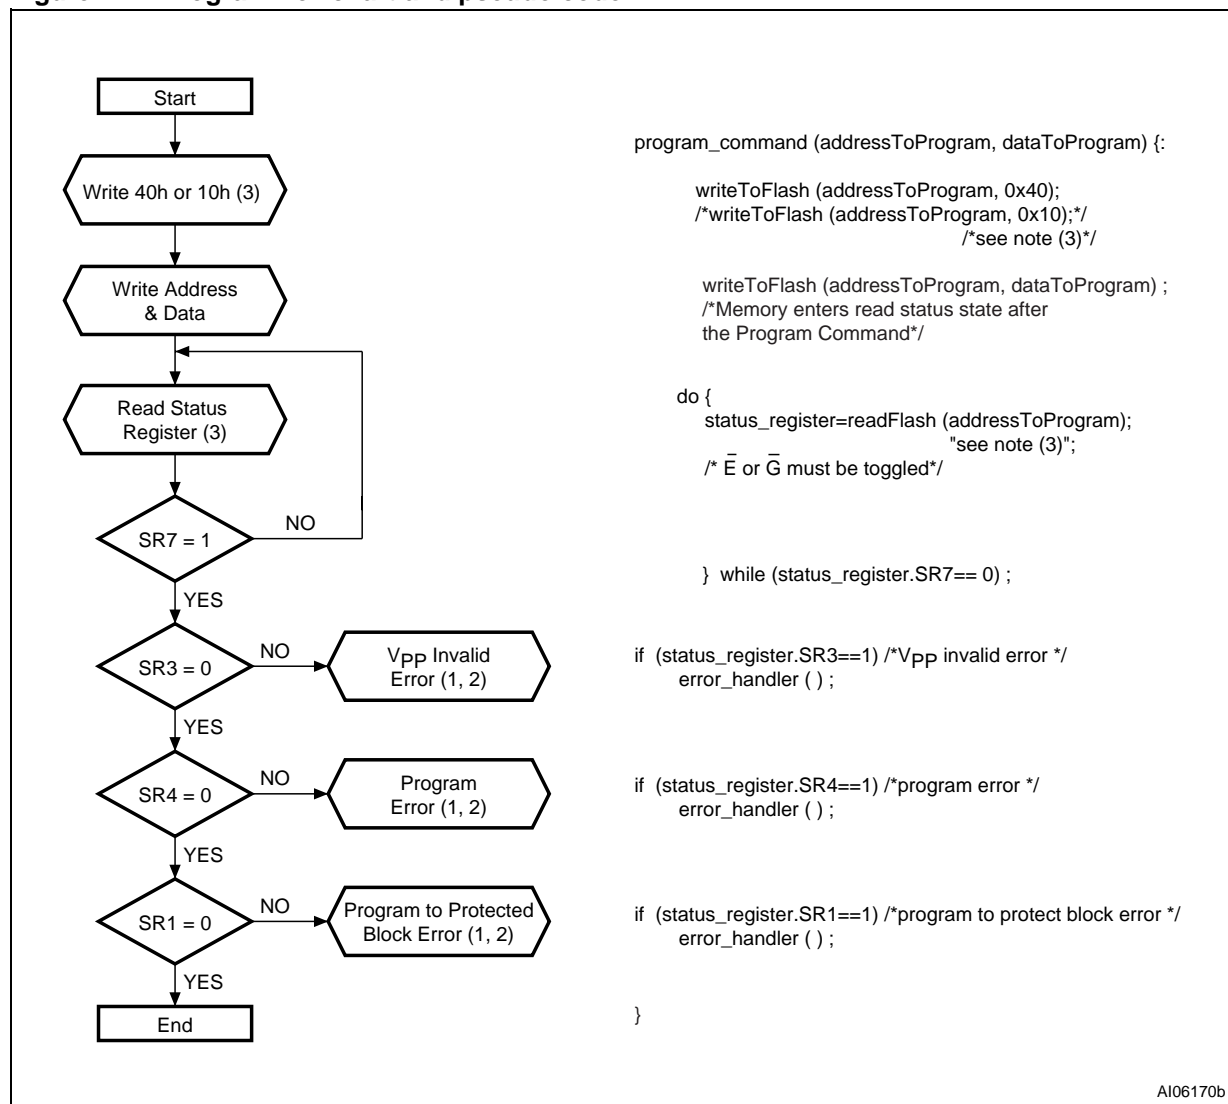 Start
Write 40h or 10h (3)
Write Address
& Data
Read Status
Register (3)
SR7 = 1
NO
YES
SR3 = 0
NO
VPP Invalid
Error (1, 2)
YES
SR4 = 0
NO
Program
Error (1, 2)
YES
SR1 = 0
NO
Program to Protected
Block Error (1, 2)
YES
End
program_command (addressToProgram, dataToProgram) {:
writeToFlash (addressToProgram, 0x40);
/*writeToFlash (addressToProgram, 0x10);*/
/*see note (3)*/
writeToFlash (addressToProgram, dataToProgram) ;
/*Memory enters read status state after
the Program Command*/
do {
status_register=readFlash (addressToProgram);
"see note (3)";
/* E̅ or G̅ must be toggled*/
} while (status_register.SR7== 0) ;
if (status_register.SR3==1) /*VPP invalid error */
error_handler ( ) ;
if (status_register.SR4==1) /*program error */
error_handler ( ) ;
if (status_register.SR1==1) /*program to protect block error */
error_handler ( ) ;
}
AI06170b